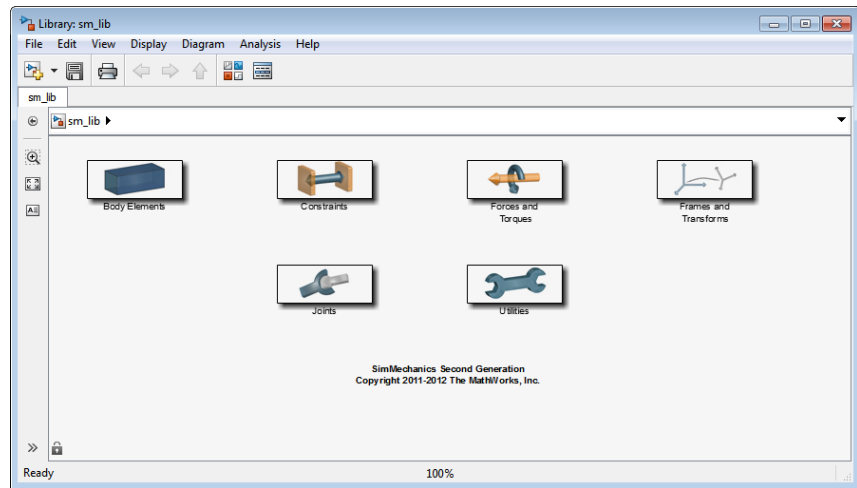 Library: sm_lib
File Edit View Display Diagram Analysis Help
sm_lib
sm_lib
Body Elements
Constraints
Forces and
Torques
Frames and
Transforms
Joints
Utilities
SimMechanics Second Generation
Copyright 2011-2012 The MathWorks, Inc.
Ready 100%